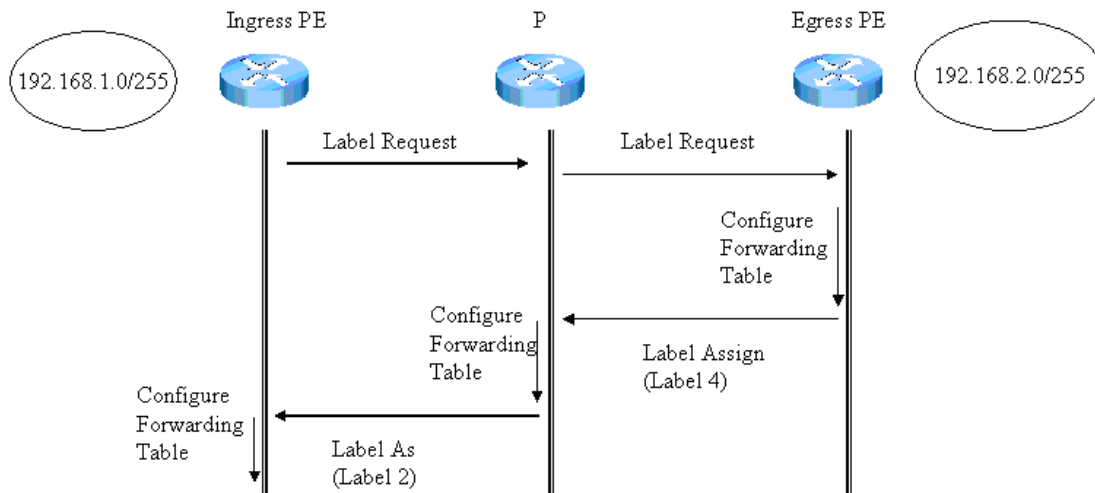 Ingress PE
P
Egress PE
192.168.1.0/255
192.168.2.0/255
Label Request
Label Request
Configure
Forwarding
Table
Label Assign
(Label 4)
Configure
Forwarding
Table
Label As
(Label 2)
Configure
Forwarding
Table